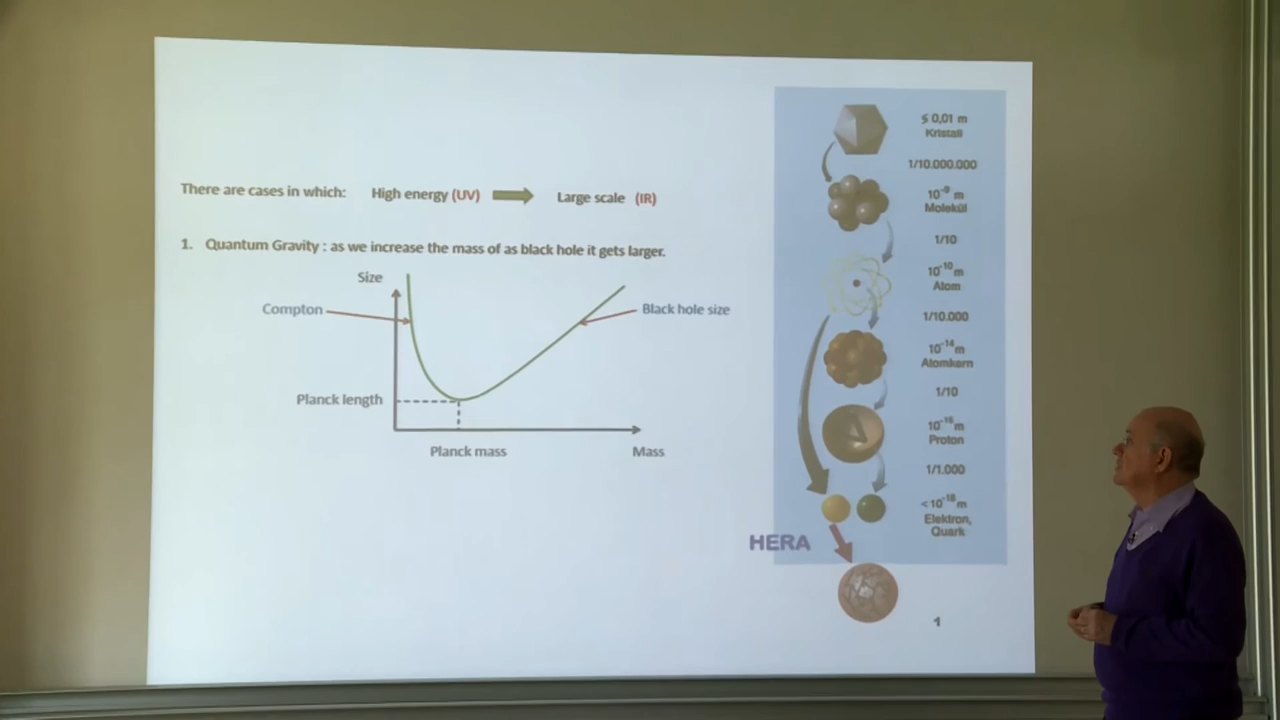 There are cases in which: High energy (UV) Large scale (IR)
1. Quantum Gravity : as we increase the mass of as black hole it gets larger.
Size
Compton
Black hole size
Planck length
Planck mass
Mass
≤ 0,01 m
Kristall
1/10.000.000
10⁻⁹ m
Molekül
1/10
10⁻¹⁰ m
Atom
1/10.000
10⁻¹⁴ m
Atomkern
1/10
10⁻¹⁵ m
Proton
1/1.000
<10⁻¹⁸ m
Elektron,
Quark
HERA
1